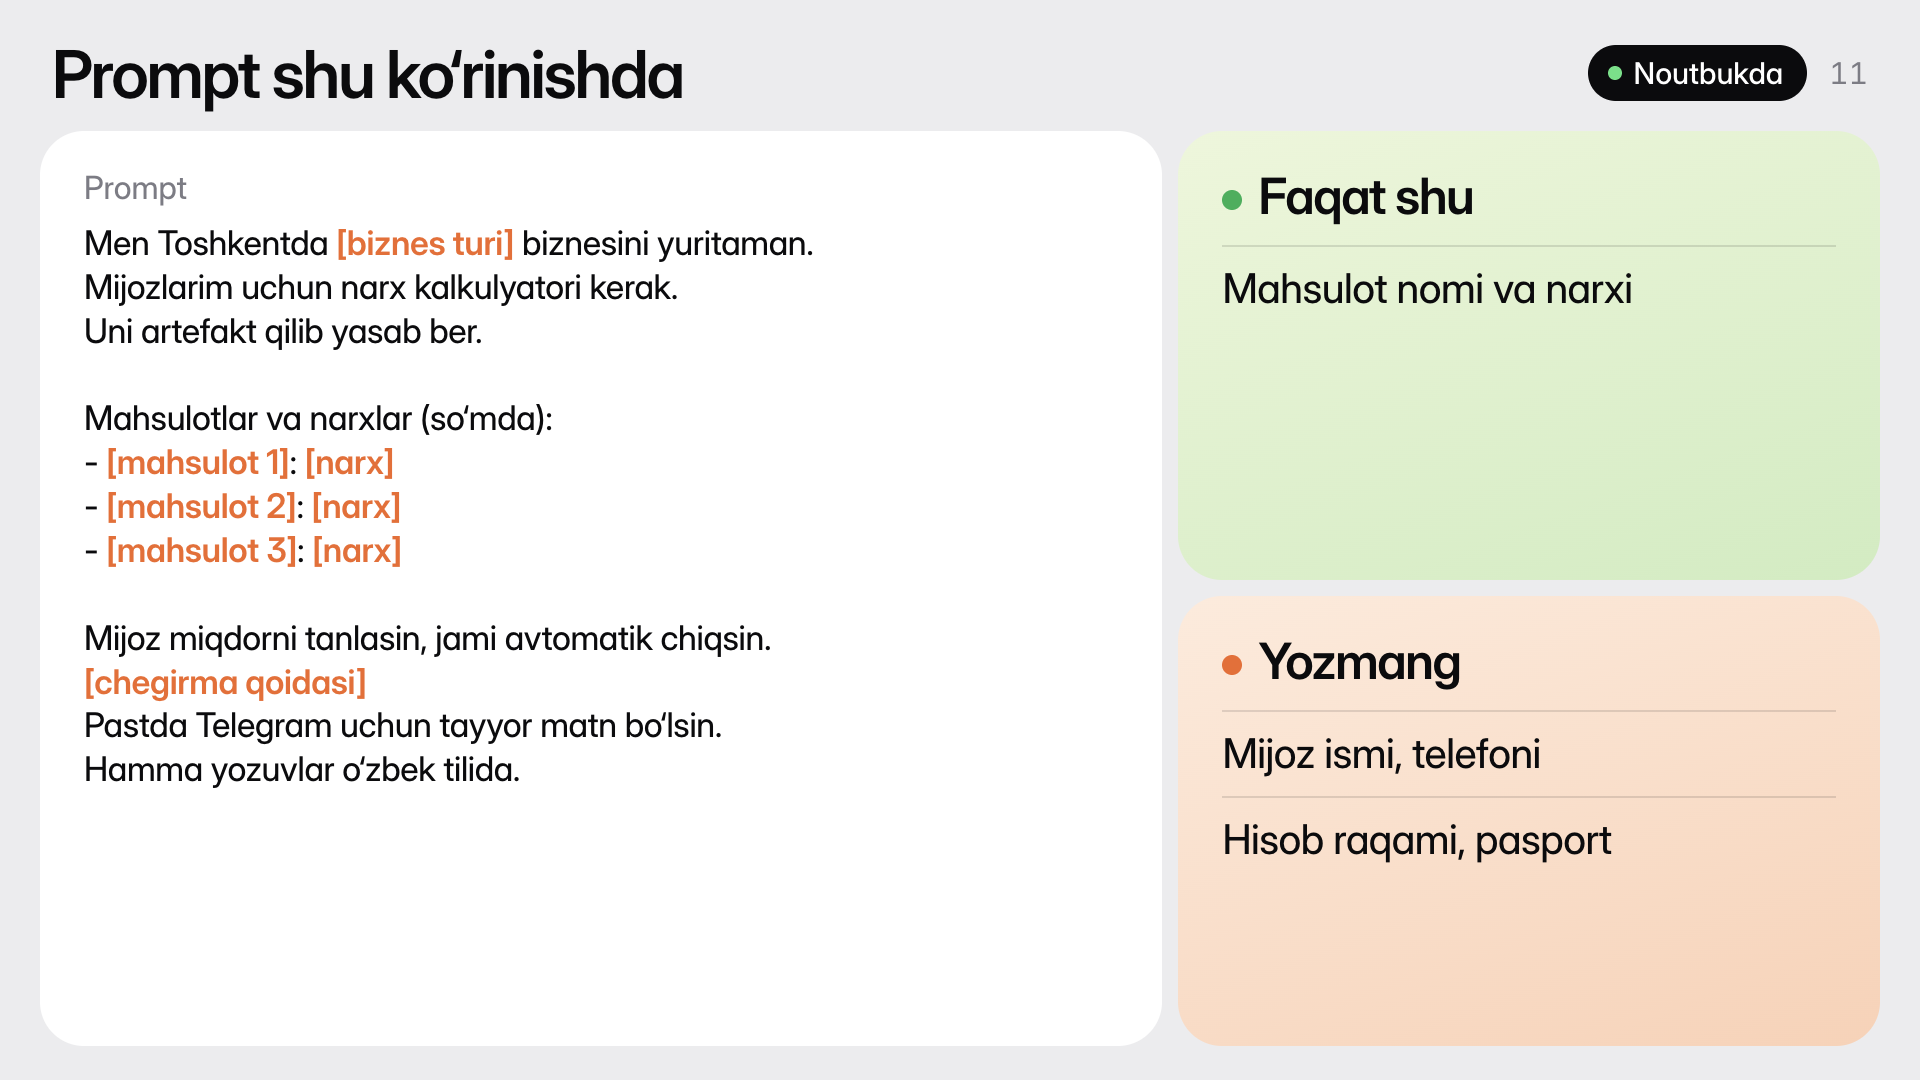 Prompt shu ko‘rinishda
Noutbukda
11
Prompt
Men Toshkentda [biznes turi] biznesini yuritaman.
Mijozlarim uchun narx kalkulyatori kerak.
Uni artefakt qilib yasab ber.
Mahsulotlar va narxlar (so‘mda):
- [mahsulot 1]: [narx]
- [mahsulot 2]: [narx]
- [mahsulot 3]: [narx]
Mijoz miqdorni tanlasin, jami avtomatik chiqsin.
[chegirma qoidasi]
Pastda Telegram uchun tayyor matn bo‘lsin.
Hamma yozuvlar o‘zbek tilida.
Faqat shu
Mahsulot nomi va narxi
Yozmang
Mijoz ismi, telefoni
Hisob raqami, pasport